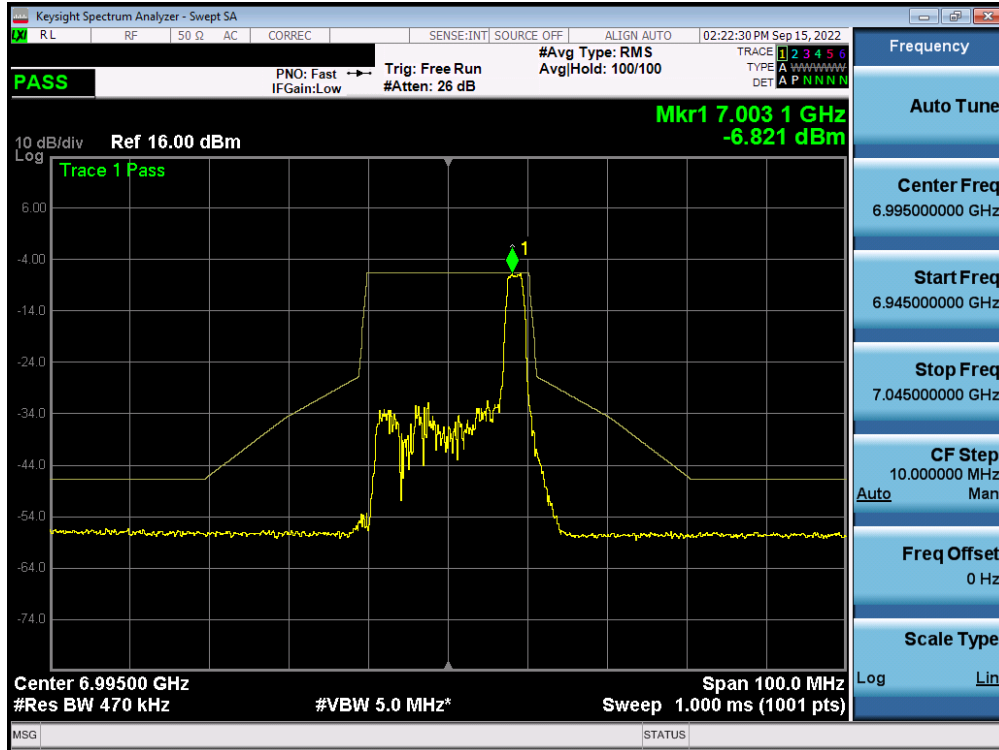 Keysight Spectrum Analyzer - Swept SA
LXI RL RF 50 Ω AC CORREC SENSE:INT SOURCE OFF ALIGN AUTO 02:22:30 PM Sep 15, 2022
PASS
PNO: Fast
IFGain:Low
Trig: Free Run
#Atten: 26 dB
#Avg Type: RMS
Avg|Hold: 100/100
TRACE 1 2 3 4 5 6
TYPE A WWWWW
DET A P N N N N
Mkr1 7.003 1 GHz
-6.821 dBm
10 dB/div Ref 16.00 dBm
Log
Trace 1 Pass
1
6.00
-4.00
-14.0
-24.0
-34.0
-44.0
-54.0
-64.0
-74.0
Center 6.99500 GHz Span 100.0 MHz
#Res BW 470 kHz #VBW 5.0 MHz* Sweep 1.000 ms (1001 pts)
MSG STATUS
Frequency
Auto Tune
Center Freq
6.995000000 GHz
Start Freq
6.945000000 GHz
Stop Freq
7.045000000 GHz
CF Step
10.000000 MHz
Auto Man
Freq Offset
0 Hz
Scale Type
Log Lin